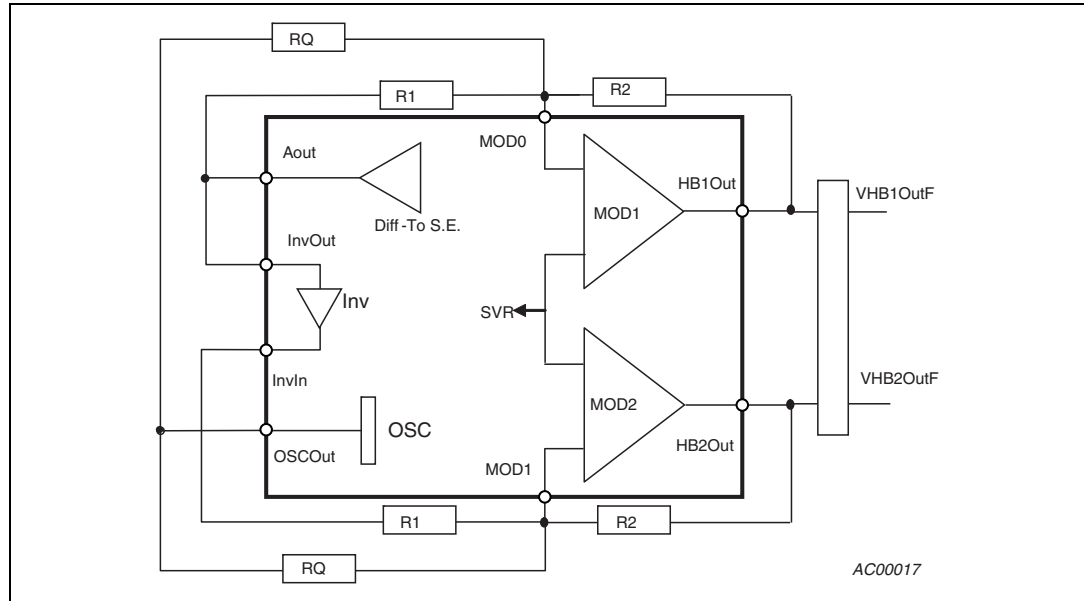 RQ
R1
R2
MOD0
Aout
HB1Out
VHB1OutF
MOD1
Diff-To S.E.
InvOut
Inv
SVR
InvIn
VHB2OutF
MOD2
OSC
OSCOut
HB2Out
MOD1
R1
R2
RQ
AC00017